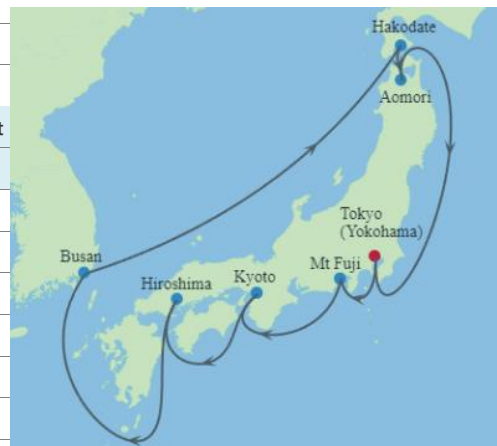 Hakodate
Aomori
t
Tokyo
(Yokohama)
Mt Fuji
Busan
Kyoto
Hiroshima